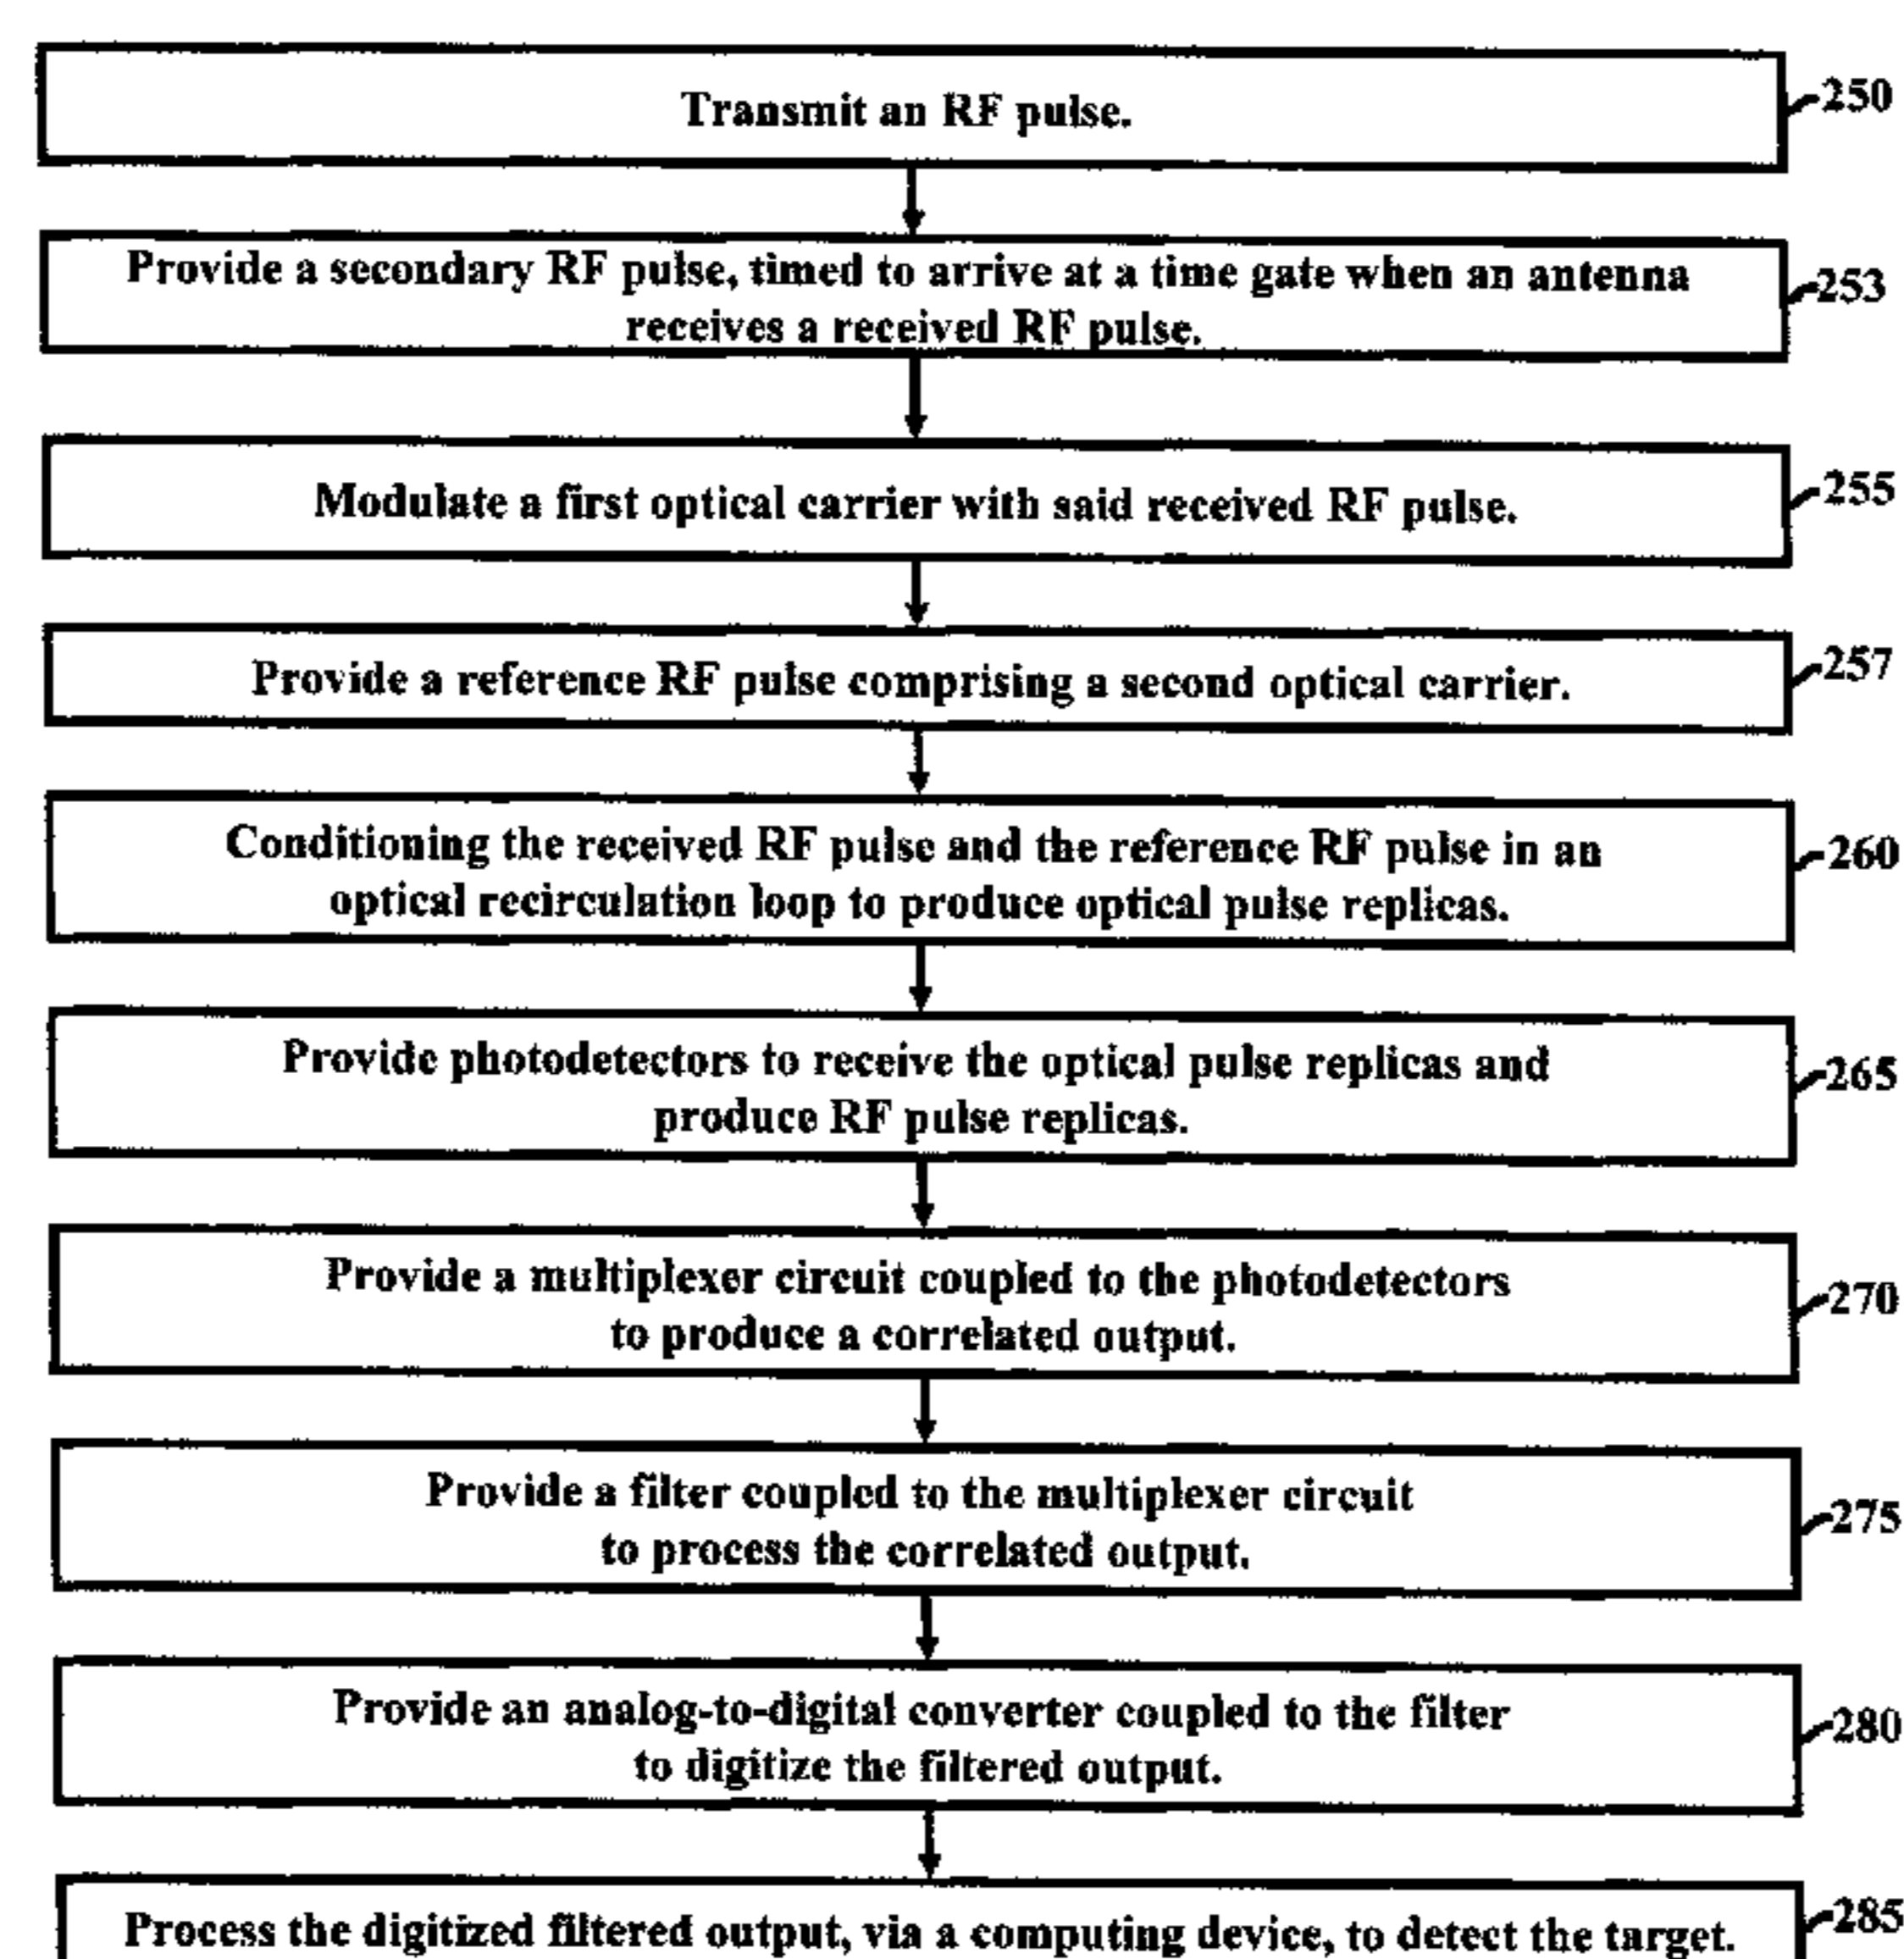 Transmit an RF pulse.
250
Provide a secondary RF pulse, timed to arrive at a time gate when an antenna
receives a received RF pulse.
253
Modulate a first optical carrier with said received RF pulse.
255
Provide a reference RF pulse comprising a second optical carrier.
257
Conditioning the received RF pulse and the reference RF pulse in an
optical recirculation loop to produce optical pulse replicas.
260
Provide photodetectors to receive the optical pulse replicas and
produce RF pulse replicas.
265
Provide a multiplexer circuit coupled to the photodetectors
to produce a correlated output.
270
Provide a filter coupled to the multiplexer circuit
to process the correlated output.
275
Provide an analog-to-digital converter coupled to the filter
to digitize the filtered output.
280
Process the digitized filtered output, via a computing device, to detect the target.
285